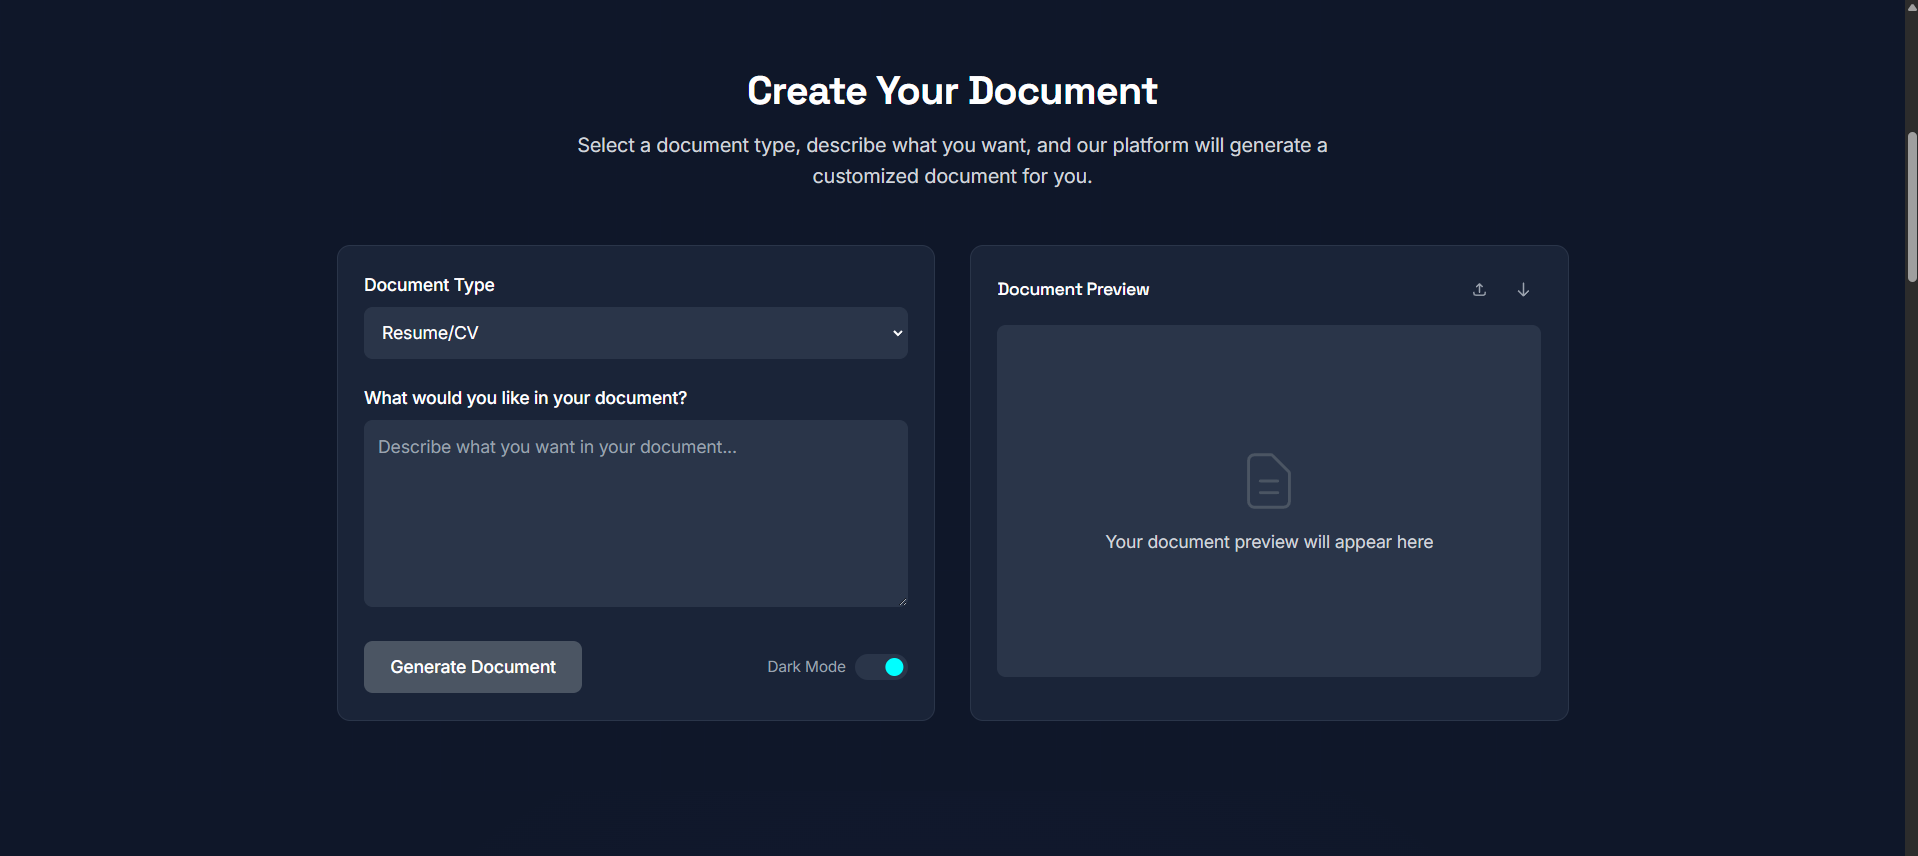 Create Your Document
Select a document type, describe what you want, and our platform will generate a
customized document for you.
Document Type
Resume/CV
What would you like in your document?
Describe what you want in your document...
Generate Document
Dark Mode
Document Preview
Your document preview will appear here